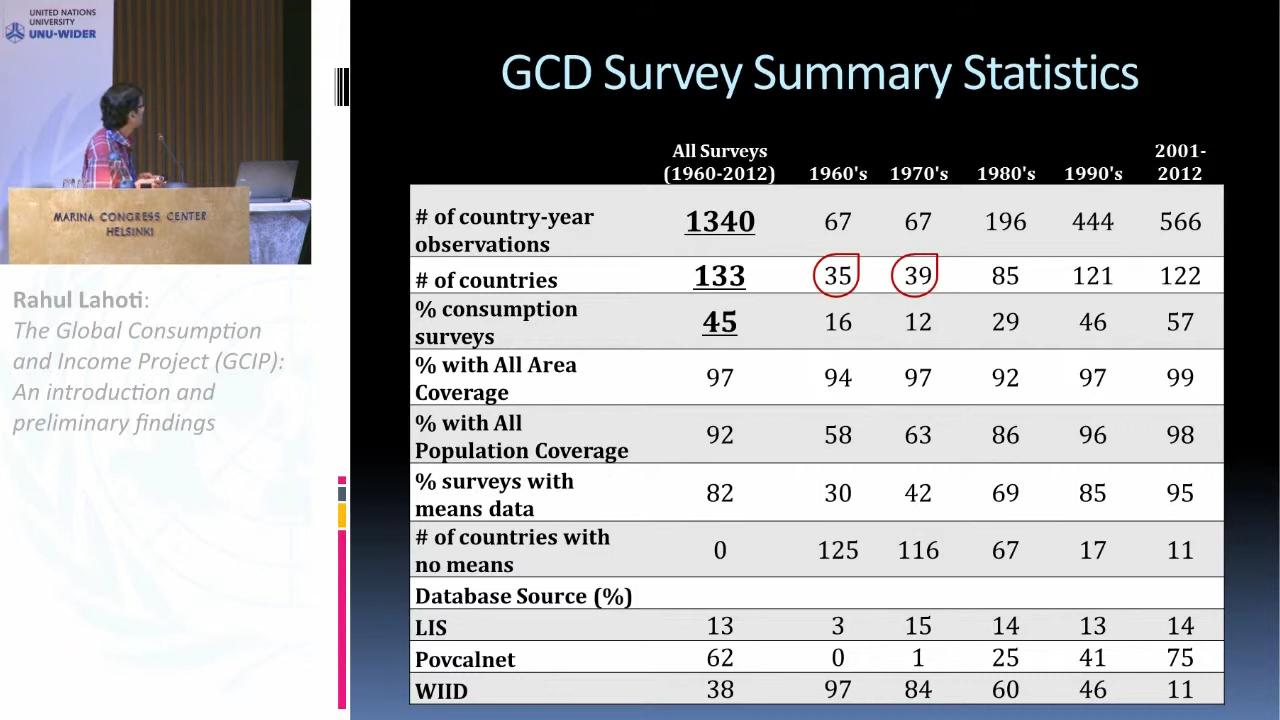 UNITED NATIONS
UNIVERSITY
UNU-WIDER
MARINA CONGRESS CENTER
HELSINKI
Rahul Lahoti:
The Global Consumption
and Income Project (GCIP):
An introduction and
preliminary findings
GCD Survey Summary Statistics
All Surveys (1960-2012) 1960's 1970's 1980's 1990's 2001-2012
# of country-year observations 1340 67 67 196 444 566
# of countries 133 35 39 85 121 122
% consumption surveys 45 16 12 29 46 57
% with All Area Coverage 97 94 97 92 97 99
% with All Population Coverage 92 58 63 86 96 98
% surveys with means data 82 30 42 69 85 95
# of countries with no means 0 125 116 67 17 11
Database Source (%)
LIS 13 3 15 14 13 14
Povcalnet 62 0 1 25 41 75
WIID 38 97 84 60 46 11